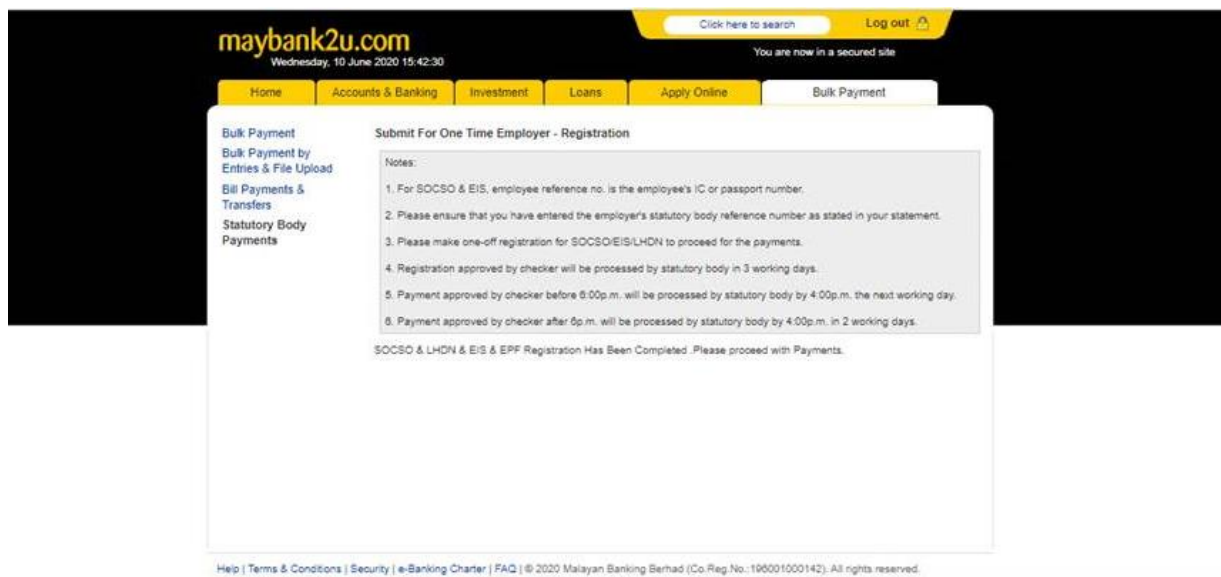 Click here to search
Log out
maybank2u.com
Wednesday, 10 June 2020 15:42:30
You are now in a secured site
Home
Accounts & Banking
Investment
Loans
Apply Online
Bulk Payment
Bulk Payment
Bulk Payment by
Entries & File Upload
Bill Payments &
Transfers
Statutory Body
Payments
Submit For One Time Employer - Registration
Notes:
1. For SOCSO & EIS, employee reference no. is the employee's IC or passport number.
2. Please ensure that you have entered the employer's statutory body reference number as stated in your statement.
3. Please make one-off registration for SOCSO/EIS/LHDN to proceed for the payments.
4. Registration approved by checker will be processed by statutory body in 3 working days.
5. Payment approved by checker before 6:00p.m. will be processed by statutory body by 4:00p.m. the next working day.
6. Payment approved by checker after 6p.m. will be processed by statutory body by 4:00p.m. in 2 working days.
SOCSO & LHDN & EIS & EPF Registration Has Been Completed .Please proceed with Payments.
Help | Terms & Conditions | Security | e-Banking Charter | FAQ | © 2020 Malayan Banking Berhad (Co.Reg.No.:196001000142). All rights reserved.